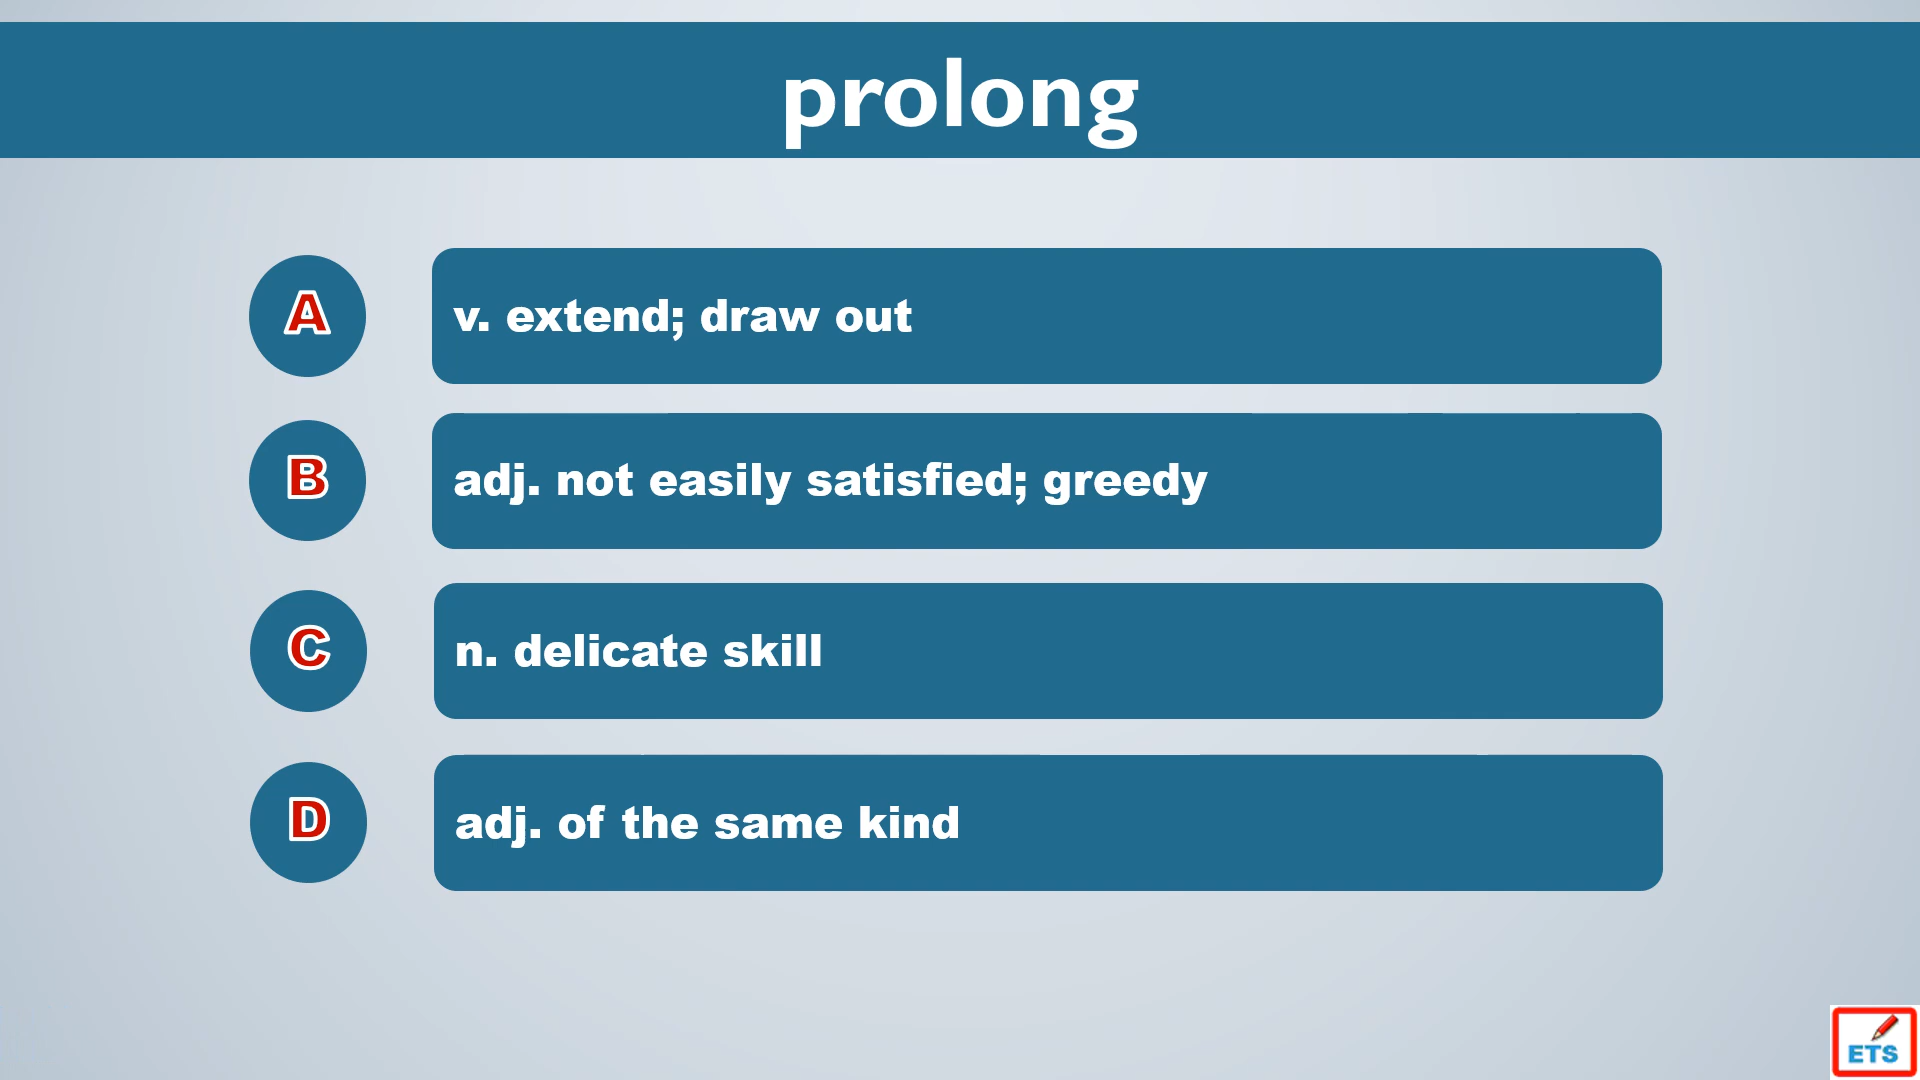 prolong
A
v. extend; draw out
B
adj. not easily satisfied; greedy
C
n. delicate skill
D
adj. of the same kind
ETS